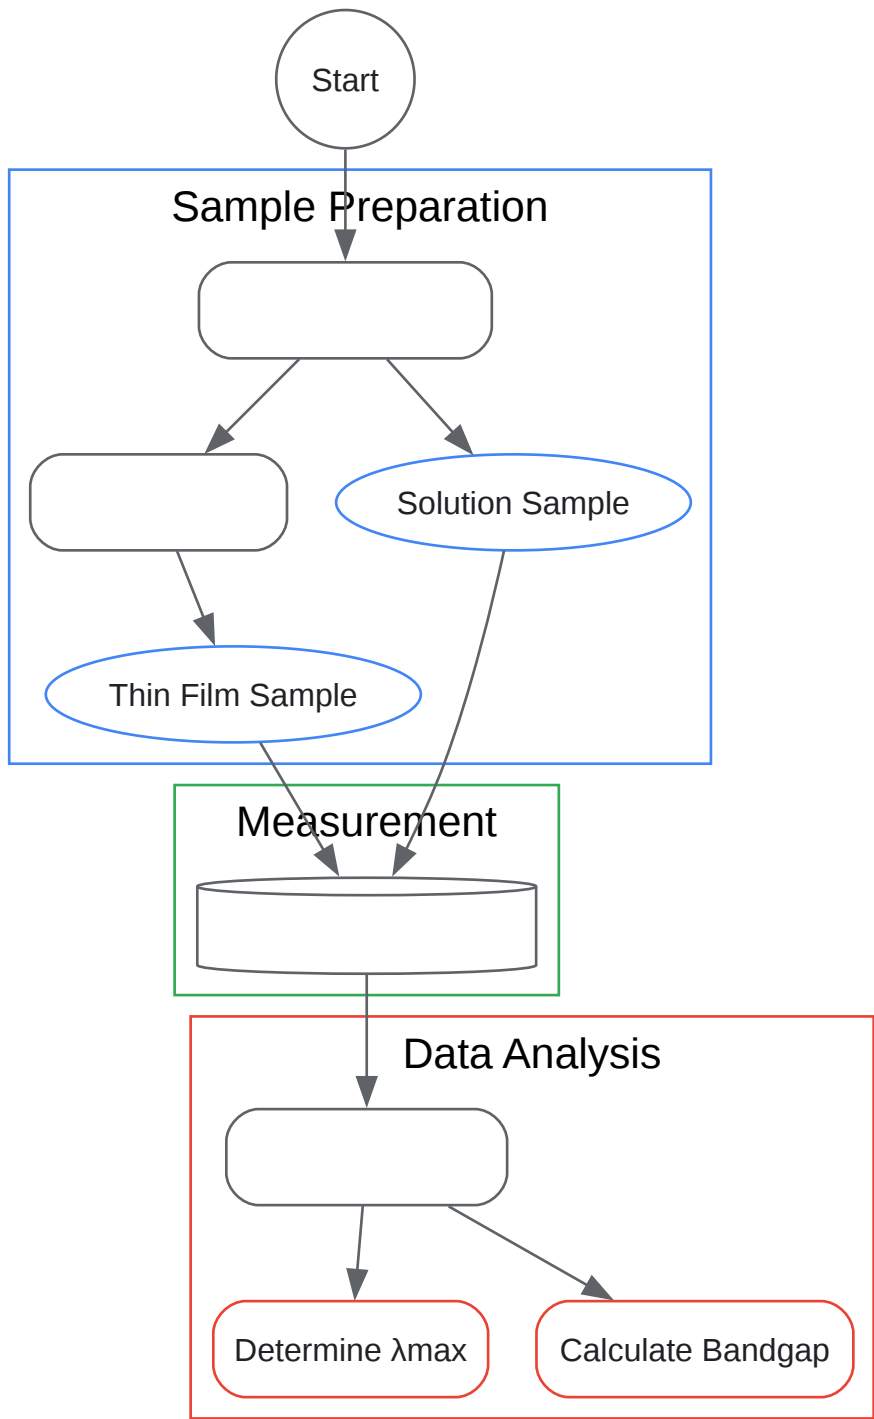 Start
Sample Preparation
Solution Sample
Thin Film Sample
Measurement
Data Analysis
Determine λmax
Calculate Bandgap